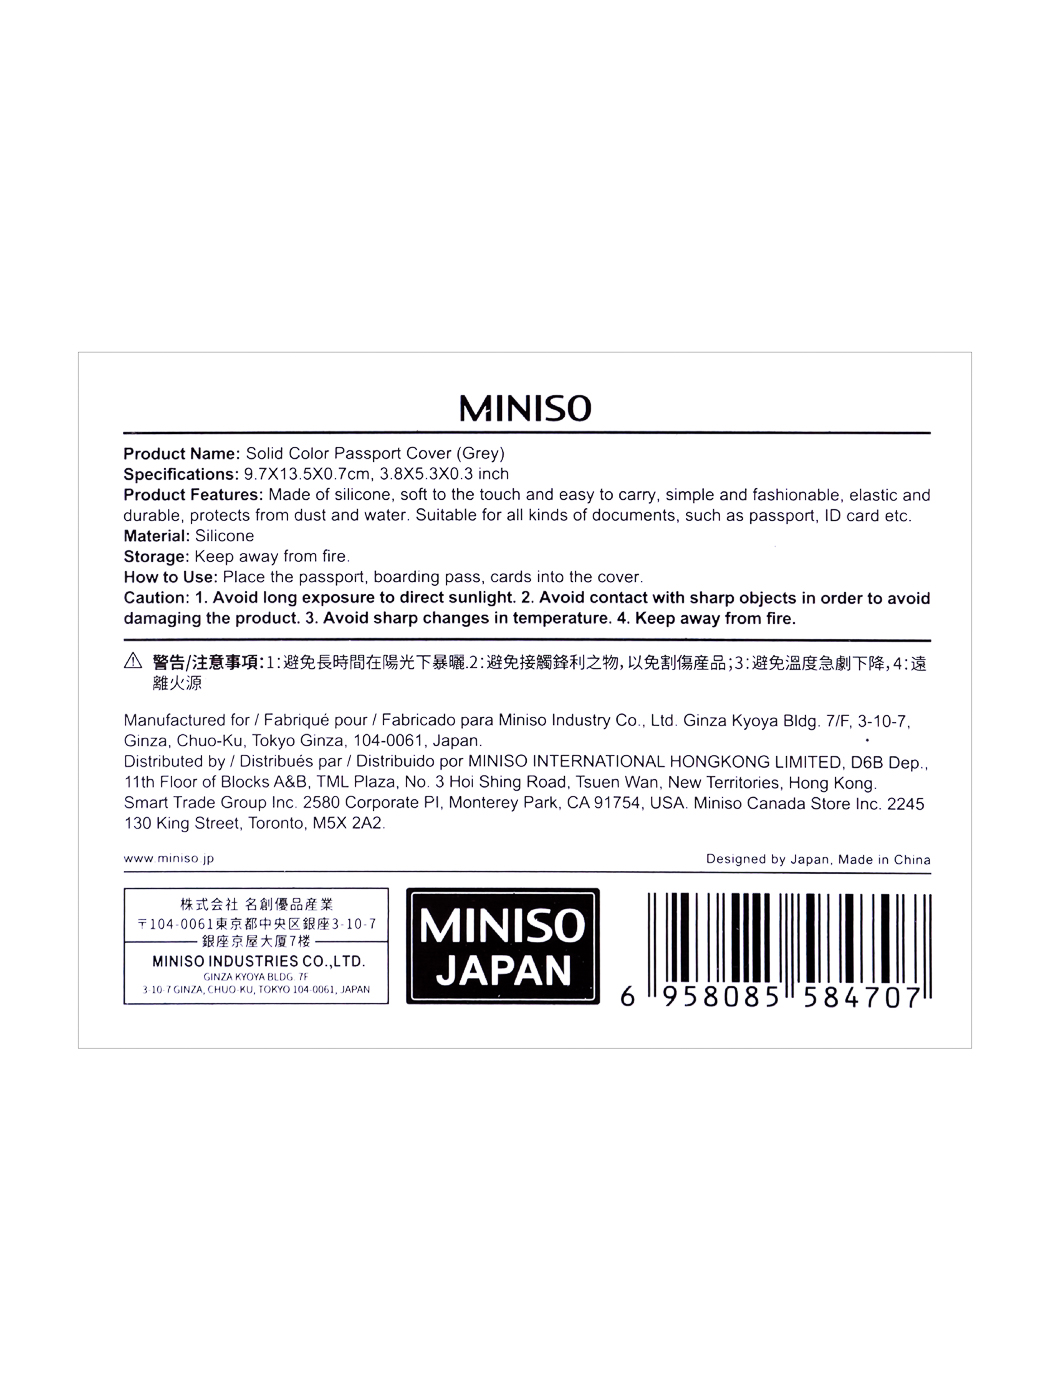 MINISO
Product Name: Solid Color Passport Cover (Grey)
Specifications: 9.7X13.5X0.7cm, 3.8X5.3X0.3 inch
Product Features: Made of silicone, soft to the touch and easy to carry, simple and fashionable, elastic and
durable, protects from dust and water. Suitable for all kinds of documents, such as passport, ID card etc.
Material: Silicone
Storage: Keep away from fire.
How to Use: Place the passport, boarding pass, cards into the cover.
Caution: 1. Avoid long exposure to direct sunlight. 2. Avoid contact with sharp objects in order to avoid
damaging the product. 3. Avoid sharp changes in temperature. 4. Keep away from fire.
警告/注意事項:1:避免長時間在陽光下暴曬.2:避免接觸鋒利之物,以免割傷産品;3:避免溫度急劇下降,4:遠
離火源
Manufactured for / Fabriqué pour / Fabricado para Miniso Industry Co., Ltd. Ginza Kyoya Bldg. 7/F, 3-10-7,
Ginza, Chuo-Ku, Tokyo Ginza, 104-0061, Japan.
Distributed by / Distribués par / Distribuido por MINISO INTERNATIONAL HONGKONG LIMITED, D6B Dep.,
11th Floor of Blocks A&B, TML Plaza, No. 3 Hoi Shing Road, Tsuen Wan, New Territories, Hong Kong.
Smart Trade Group Inc. 2580 Corporate Pl, Monterey Park, CA 91754, USA. Miniso Canada Store Inc. 2245
130 King Street, Toronto, M5X 2A2.
www.miniso.jp
Designed by Japan, Made in China
株式会社 名創優品産業
〒104-0061東京都中央区銀座3-10-7
銀座京屋大厦7楼
MINISO INDUSTRIES CO.,LTD.
GINZA KYOYA BLDG. 7F
3-10-7 GINZA, CHUO-KU, TOKYO 104-0061, JAPAN
MINISO
JAPAN
6 958085 584707